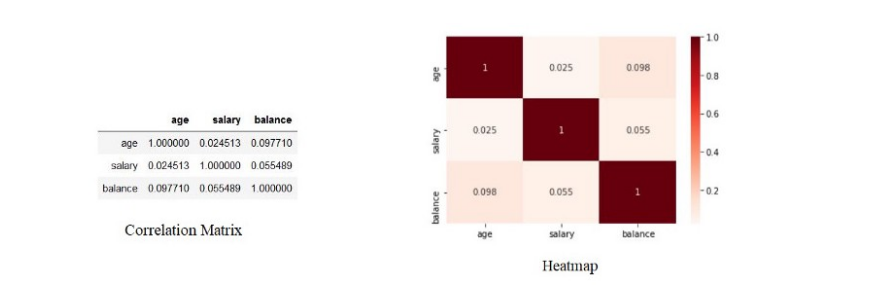 age salary balance
age 1.000000 0.024513 0.097710
salary 0.024513 1.000000 0.055489
balance 0.097710 0.055489 1.000000
Correlation Matrix
age 1 0.025 0.098
salary 0.025 1 0.055
balance 0.098 0.055 1
age salary balance
1.0
0.8
0.6
0.4
0.2
Heatmap